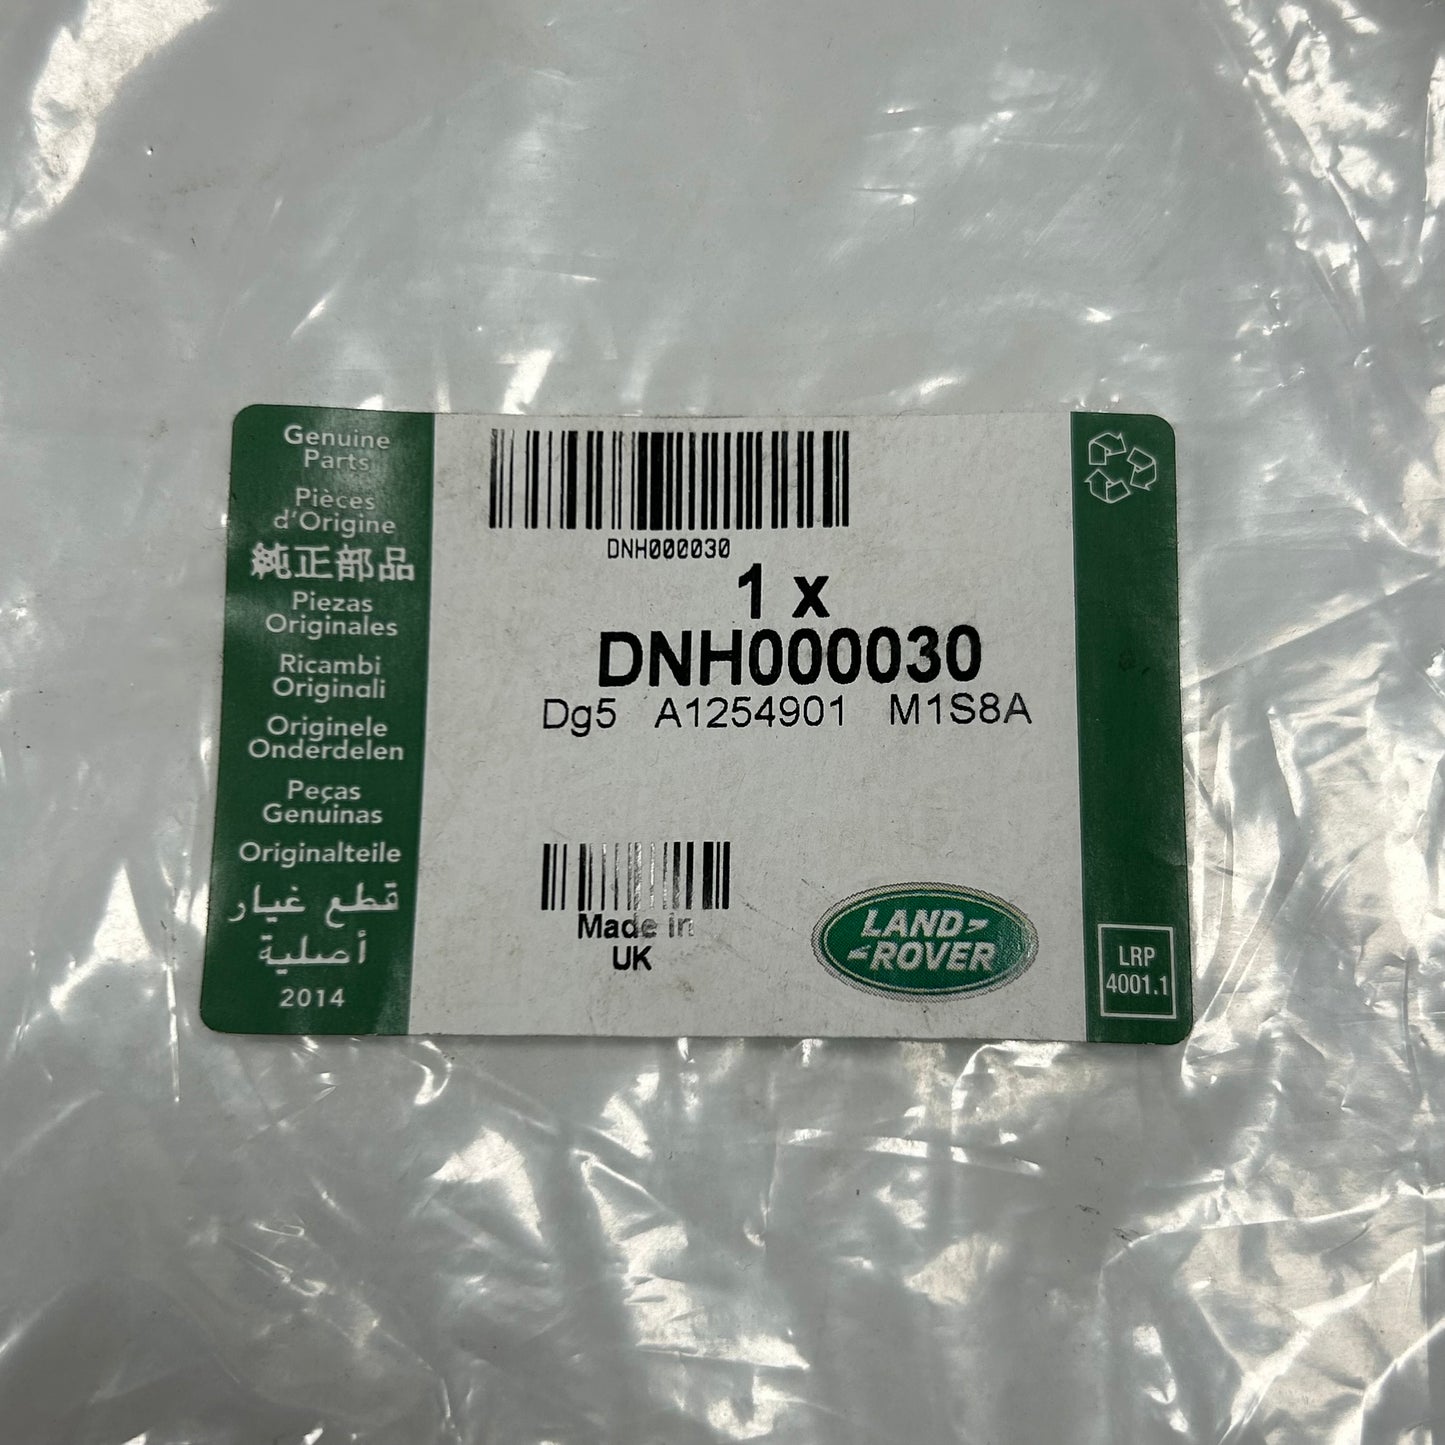 Genuine
Parts
Pièces
d'Origine
純正部品
Piezas
Originales
Ricambi
Originali
Originele
Onderdelen
Peças
Genuinas
Originalteile
قطع غيار
أصلية
2014
DNH000030
1 x
DNH000030
Dg5 A1254901 M1S8A
Made in
UK
LAND
ROVER
LRP
4001.1